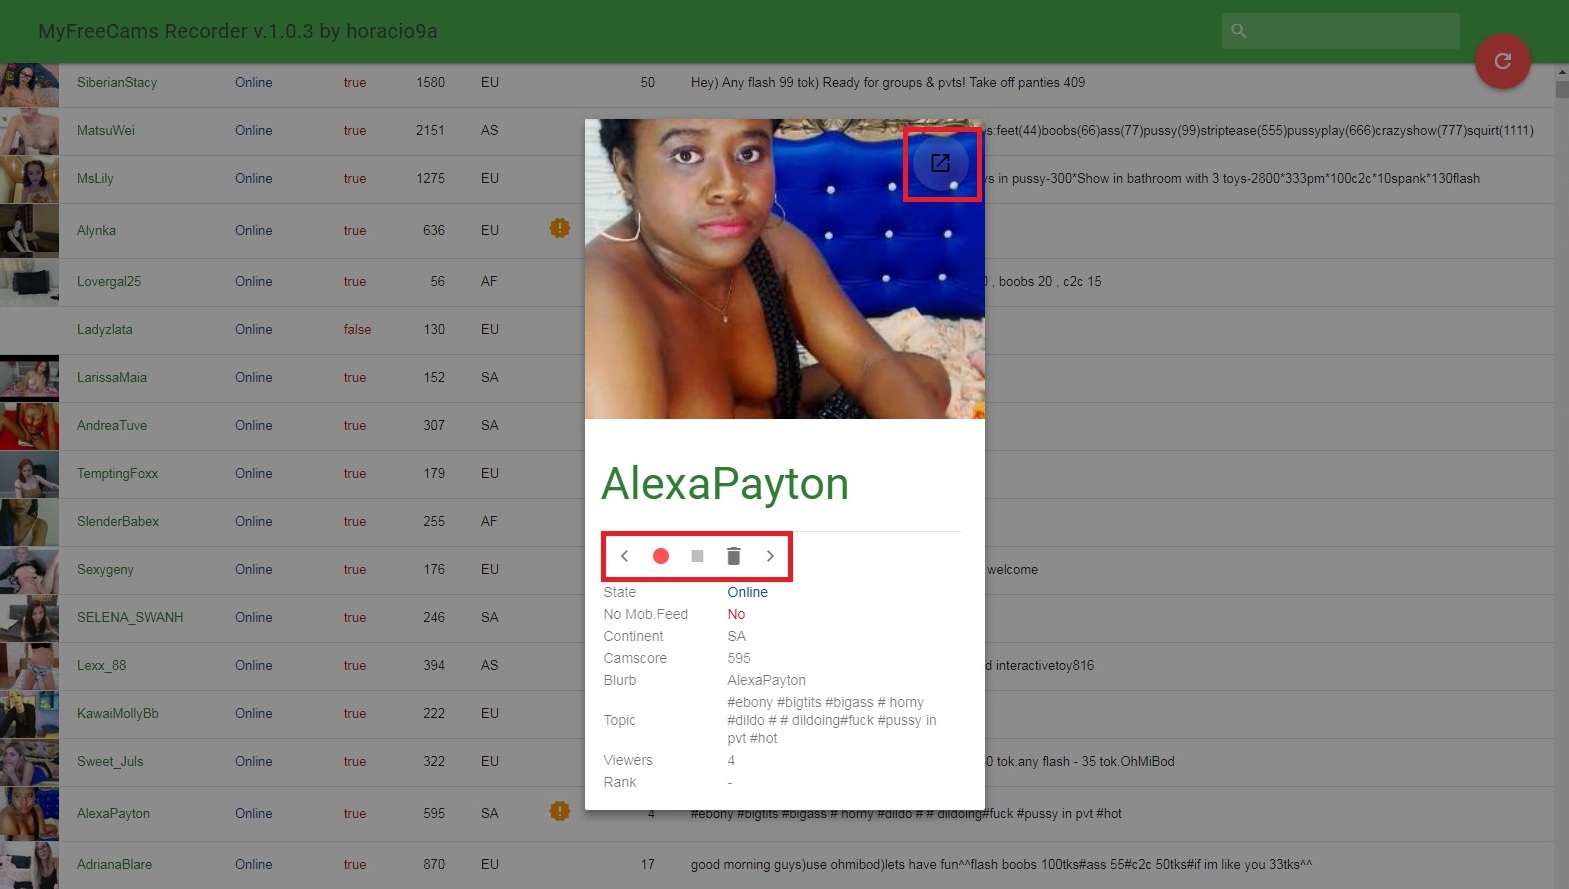 MyFreeCams Recorder v.1.0.3 by horacio9a
SiberianStacy Online true 1580 EU 50 Hey) Any flash 99 tok) Ready for groups & pvts! Take off panties 409
MatsuWei Online true 2151 AS s:feet(44)boobs(66)ass(77)pussy(99)striptease(555)pussyplay(666)crazyshow(777)squirt(1111)
MsLily Online true 1275 EU s in pussy-300*Show in bathroom with 3 toys-2800*333pm*100c2c*10spank*130flash
Alynka Online true 636 EU
Lovergal25 Online true 56 AF , boobs 20 , c2c 15
Ladyzlata Online false 130 EU
LarissaMaia Online true 152 SA
AndreaTuve Online true 307 SA
TemptingFoxx Online true 179 EU
SlenderBabex Online true 255 AF
Sexygeny Online true 176 EU welcome
SELENA_SWANH Online true 246 SA
Lexx_88 Online true 394 AS d interactivetoy816
KawaiMollyBb Online true 222 EU
Sweet_Juls Online true 322 EU 0 tok.any flash - 35 tok.OhMiBod
AlexaPayton Online true 595 SA 4 #ebony #bigtits #bigass # horny #dildo # # dildoing#fuck #pussy in pvt #hot
AdrianaBlare Online true 870 EU 17 good morning guys)use ohmibod)lets have fun^^flash boobs 100tks#ass 55#c2c 50tks#if im like you 33tks^^
AlexaPayton
State Online
No Mob.Feed No
Continent SA
Camscore 595
Blurb AlexaPayton
Topic #ebony #bigtits #bigass # horny
#dildo # # dildoing#fuck #pussy in
pvt #hot
Viewers 4
Rank -